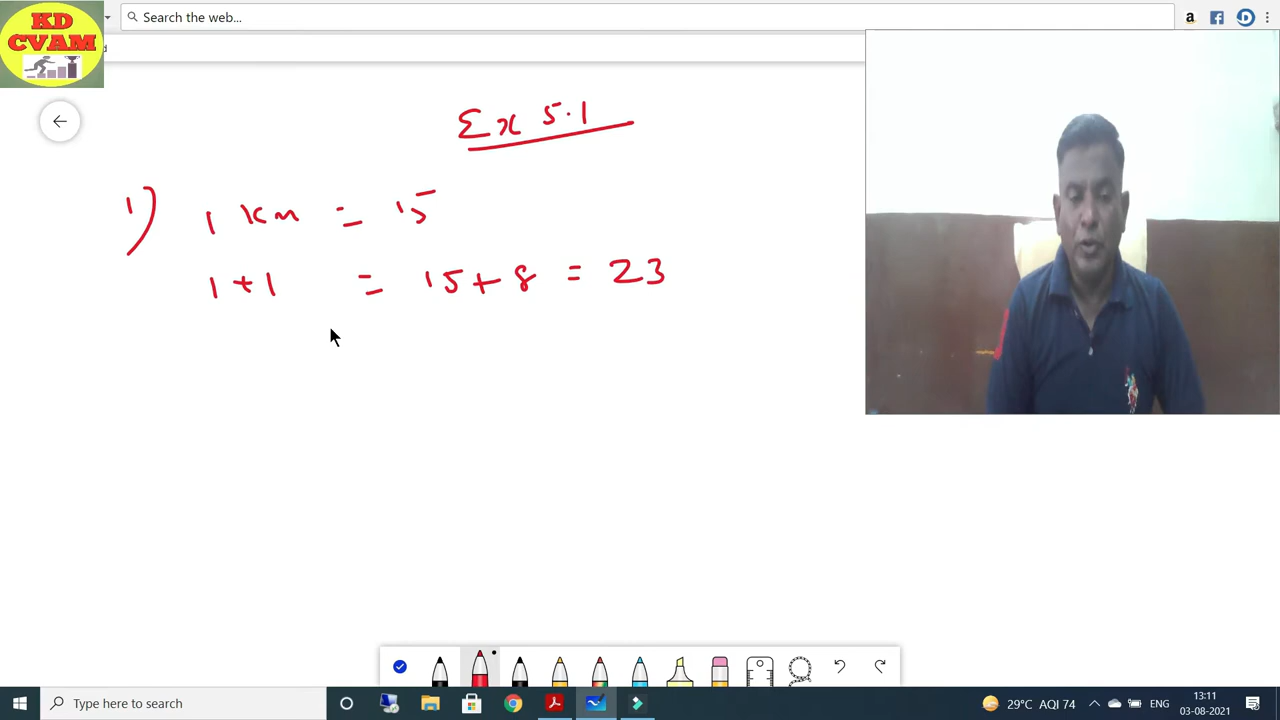 KD
CVAM
Search the web...
d
Ex 5.1
1) 1 Km = 15
1+1 = 15+8 = 23
Type here to search
29°C AQI 74
ENG
13:11
03-08-2021